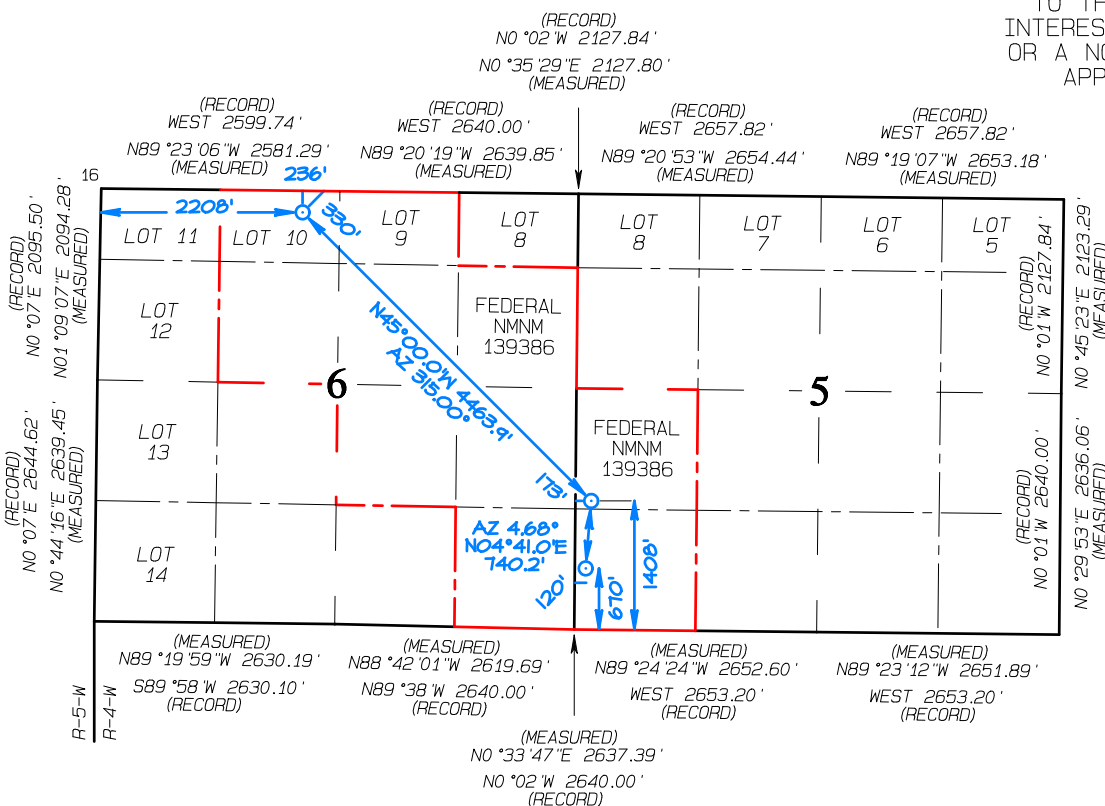 TO TH
INTERES
OR A NO
APP
(RECORD)
N0°02'W 2127.84'
N0°35'29"E 2127.80'
(MEASURED)
(RECORD)
WEST 2599.74'
N89°23'06"W 2581.29'
(MEASURED)
(RECORD)
WEST 2640.00'
N89°20'19"W 2639.85'
(MEASURED)
(RECORD)
WEST 2657.82'
N89°20'53"W 2654.44'
(MEASURED)
(RECORD)
WEST 2657.82'
N89°19'07"W 2653.18'
(MEASURED)
16
236'
2208'
330'
LOT 11
LOT 10
LOT
9
LOT
8
LOT
8
LOT
7
LOT
6
LOT
5
(RECORD)
N0°07'E 2095.50'
N01°09'07"E 2094.28'
(MEASURED)
(RECORD)
N0°01'W 2127.84'
N0°45'23"E 2123.29'
(MEASURED)
LOT
12
FEDERAL
NMNM
139386
N45°00.0'W 4463.9'
AZ 315.00°
6
5
LOT
13
FEDERAL
NMNM
139386
(RECORD)
N0°07'E 2644.62'
N0°44'16"E 2639.45'
(MEASURED)
(RECORD)
N0°01'W 2640.00'
N0°29'53"E 2636.06'
(MEASURED)
173'
AZ 4.68°
N04°41.0'E
740.2'
LOT
14
120'
670'
1408'
(MEASURED)
N89°19'59"W 2630.19'
S89°58'W 2630.10'
(RECORD)
(MEASURED)
N88°42'01"W 2619.69'
N89°38'W 2640.00'
(RECORD)
(MEASURED)
N89°24'24"W 2652.60'
WEST 2653.20'
(RECORD)
(MEASURED)
N89°23'12"W 2651.89'
WEST 2653.20'
(RECORD)
R-5-W
R-4-W
(MEASURED)
N0°33'47"E 2637.39'
N0°02'W 2640.00'
(RECORD)